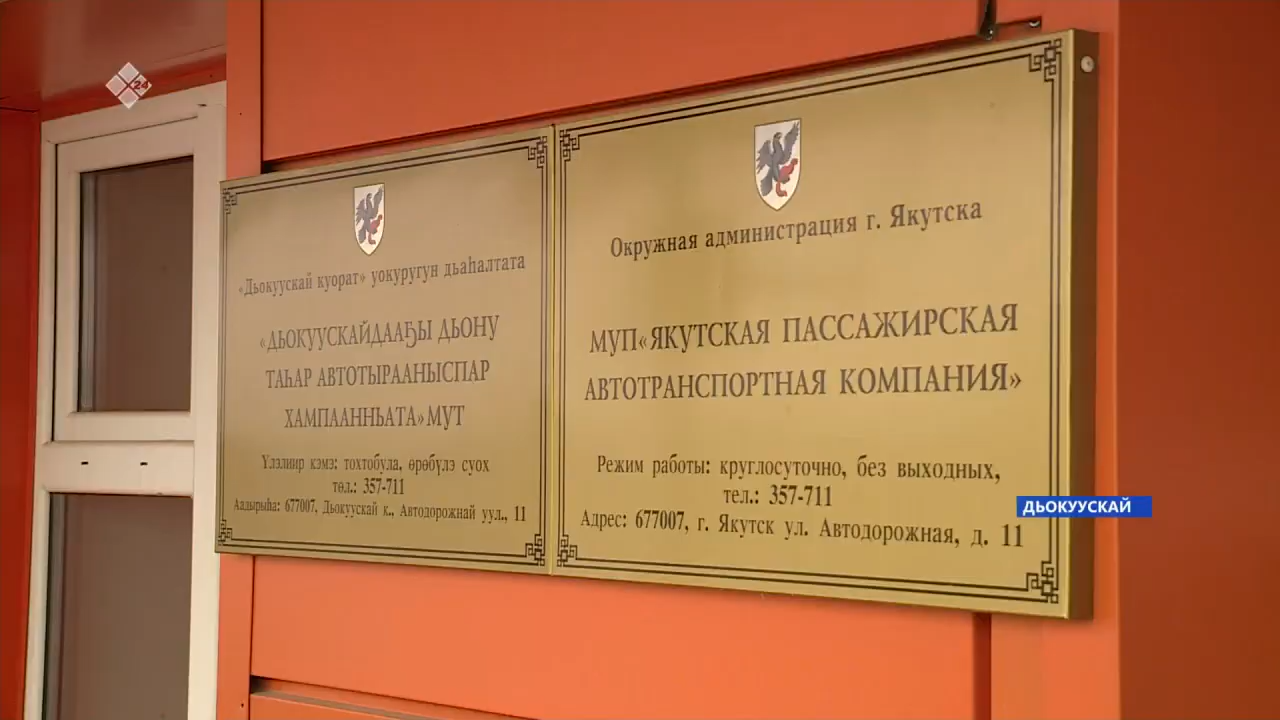 Х24
«Дьокуускай куорат» уокуругун дьаһалтата
«ДЬОКУУСКАЙДААҔЫ ДЬОНУ
ТАҺАР АВТОТЫРААНЫСПАР
ХАМПААННЬАТА» МУТ
Үлэлиир кэмэ: тохтобула, өрөбүлэ суох
төл.: 357-711
Аадырыһа: 677007, Дьокуускай к., Автодорожнай уул., 11
Окружная администрация г. Якутска
МУП «ЯКУТСКАЯ ПАССАЖИРСКАЯ
АВТОТРАНСПОРТНАЯ КОМПАНИЯ»
Режим работы: круглосуточно, без выходных,
тел.: 357-711
Адрес: 677007, г. Якутск ул. Автодорожная, д. 11
ДЬОКУУСКАЙ